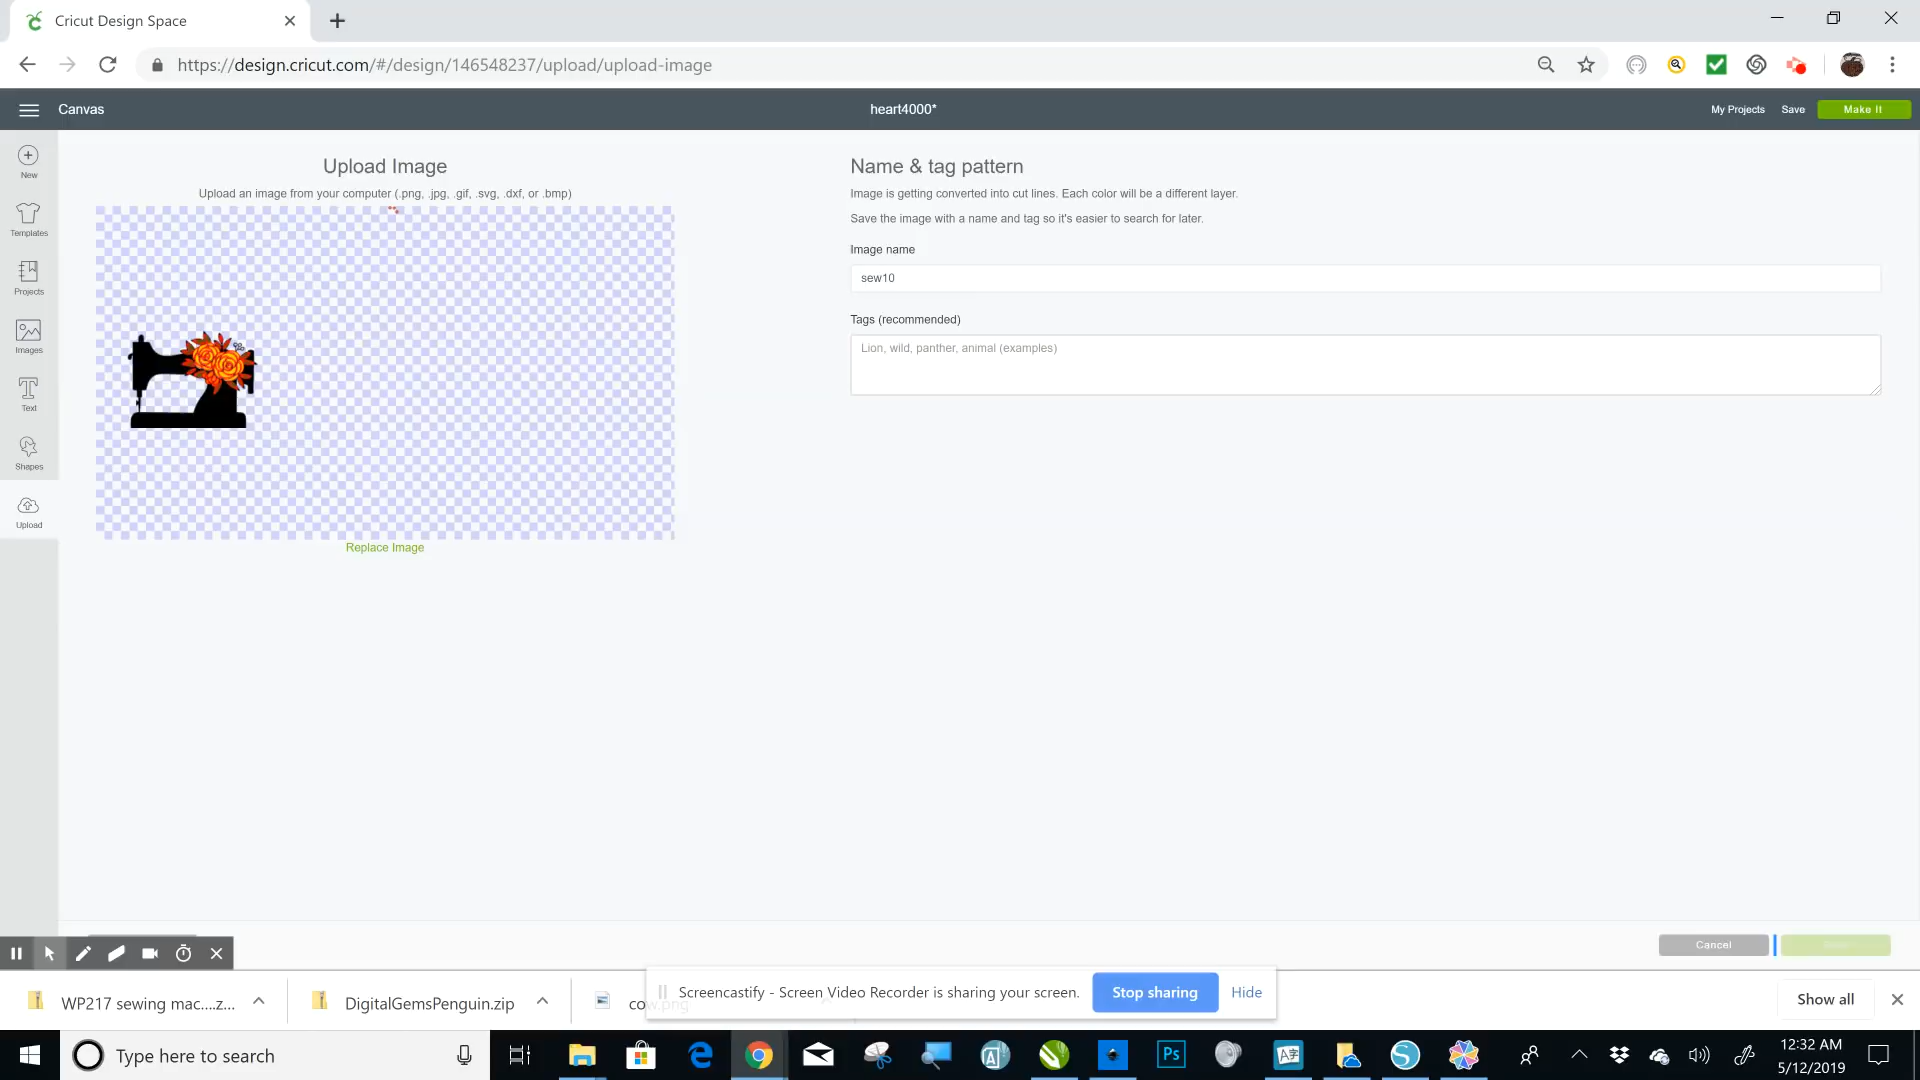 Cricut Design Space
https://design.cricut.com/#/design/146548237/upload/upload-image
Canvas
heart4000*
My Projects
Save
Make It
New
Templates
Projects
Images
Text
Shapes
Upload
Upload Image
Upload an image from your computer (.png, .jpg, .gif, .svg, .dxf, or .bmp)
Replace Image
Name & tag pattern
Image is getting converted into cut lines. Each color will be a different layer.
Save the image with a name and tag so it's easier to search for later.
Image name
sew10
Tags (recommended)
Lion, wild, panther, animal (examples)
Cancel
WP217 sewing mac....z...
DigitalGemsPenguin.zip
cow.png
Screencastify - Screen Video Recorder is sharing your screen.
Stop sharing
Hide
Show all
Type here to search
Ps
12:32 AM
5/12/2019